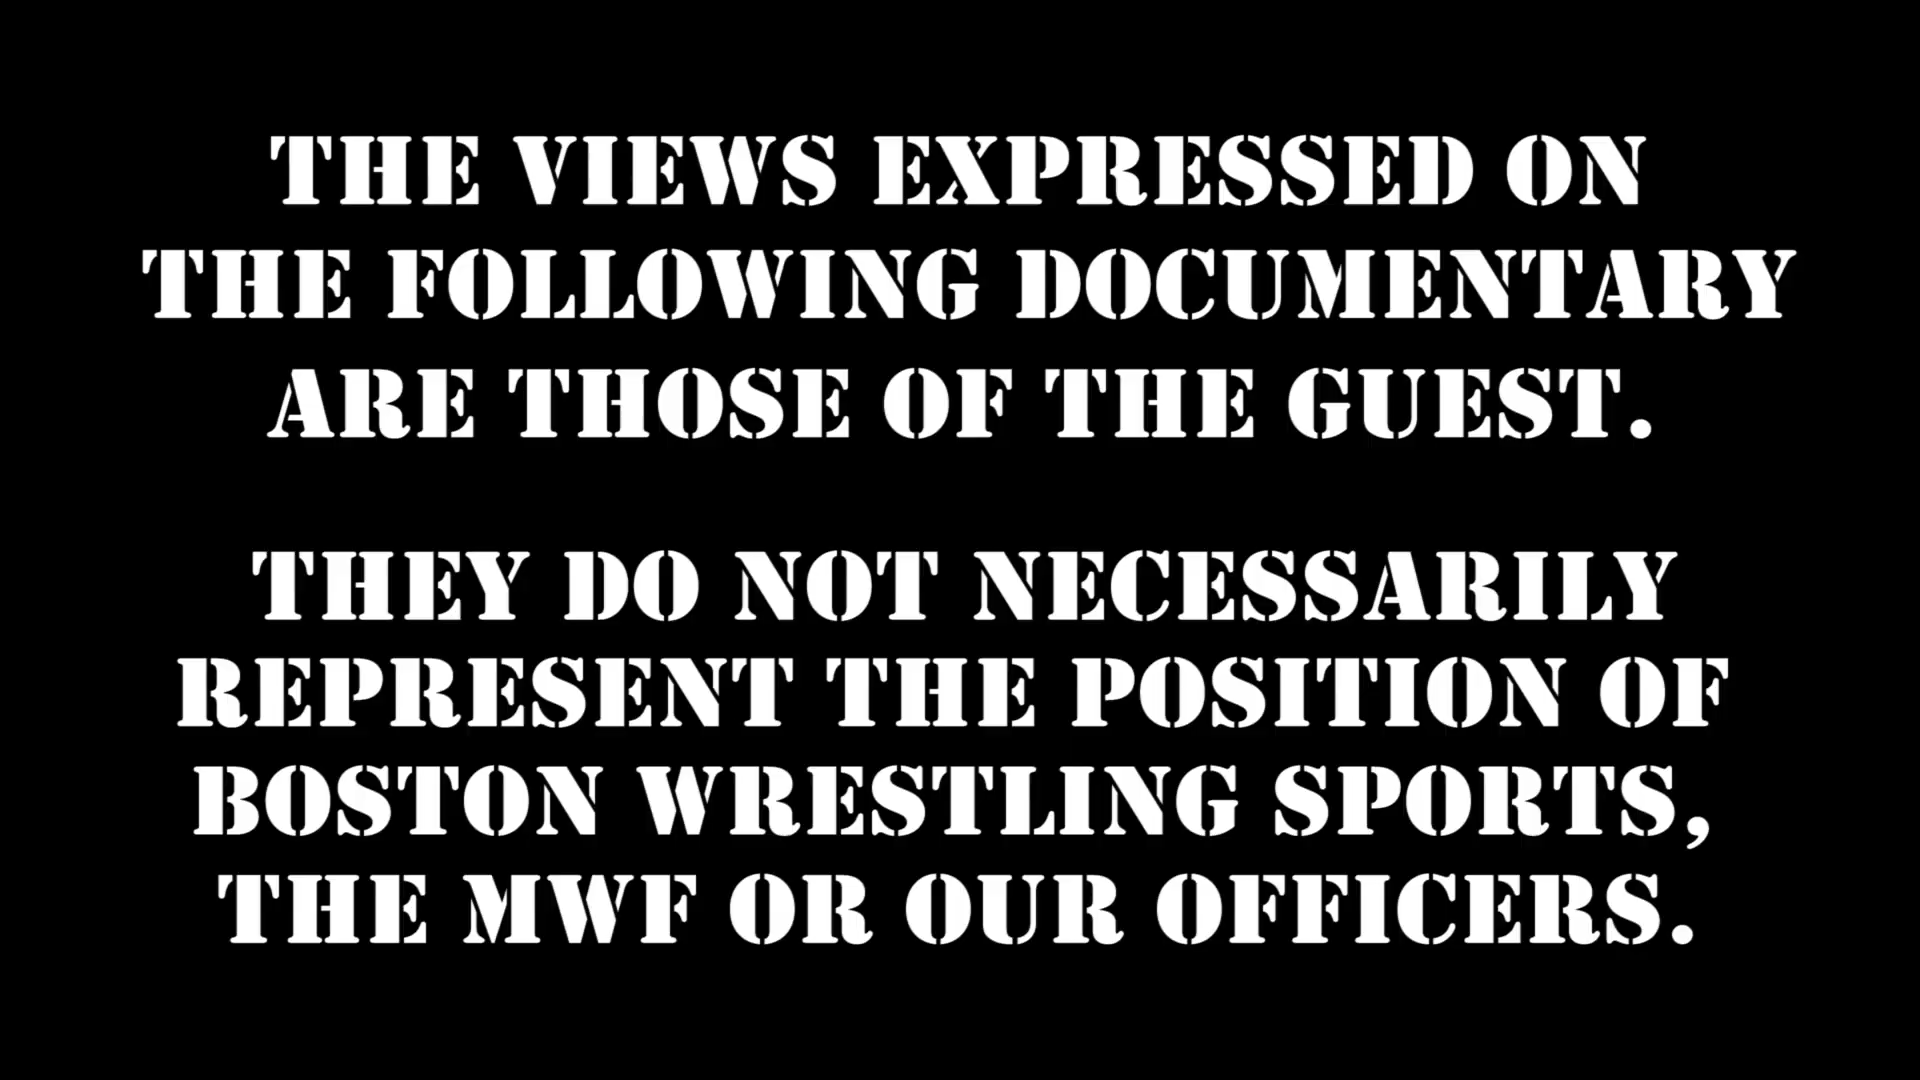 THE VIEWS EXPRESSED ON
THE FOLLOWING DOCUMENTARY
ARE THOSE OF THE GUEST.
THEY DO NOT NECESSARILY
REPRESENT THE POSITION OF
BOSTON WRESTLING SPORTS,
THE MWF OR OUR OFFICERS.